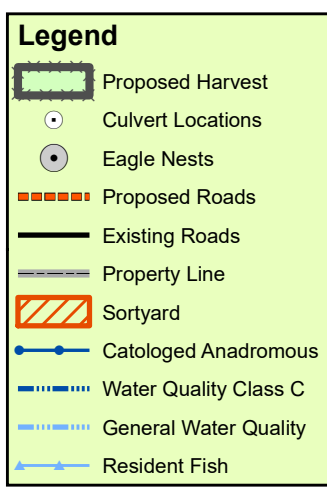 Legend
Proposed Harvest
Culvert Locations
Eagle Nests
Proposed Roads
Existing Roads
Property Line
Sortyard
Catologed Anadromous
Water Quality Class C
General Water Quality
Resident Fish